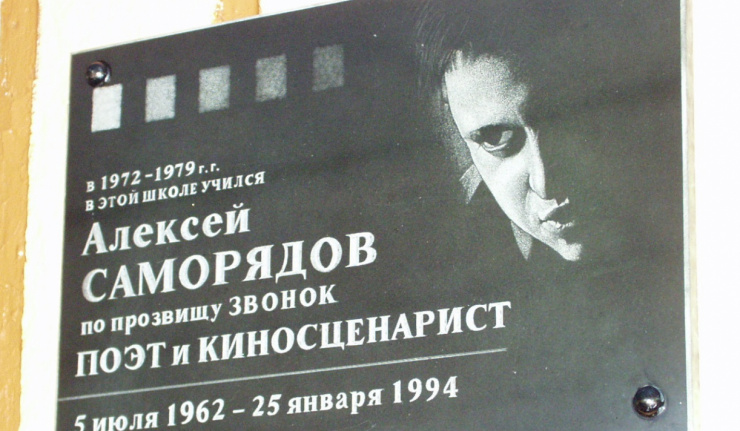 в 1972-1979 г.г.
В ЭТОЙ ШКОЛЕ УЧИЛСЯ
Алексей
САМОРЯДОВ
по прозвищу ЗВОНОК
ПОЭТ и КИНОСЦЕНАРИСТ
5 июля 1962 - 25 января 1994